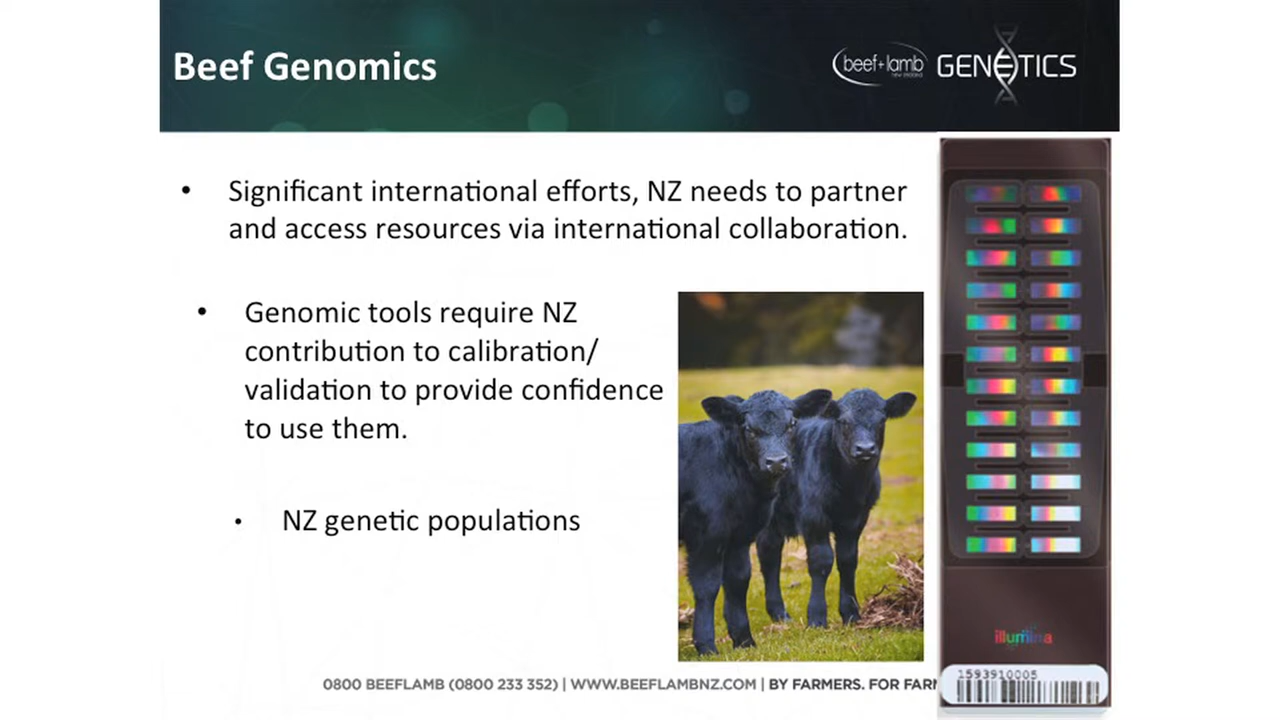 Beef Genomics
beef+lamb
new zealand
GENETICS
• Significant international efforts, NZ needs to partner
and access resources via international collaboration.
• Genomic tools require NZ
contribution to calibration/
validation to provide confidence
to use them.
• NZ genetic populations
illumina
1593910005
0800 BEEFLAMB (0800 233 352) | WWW.BEEFLAMBNZ.COM | BY FARMERS. FOR FARM